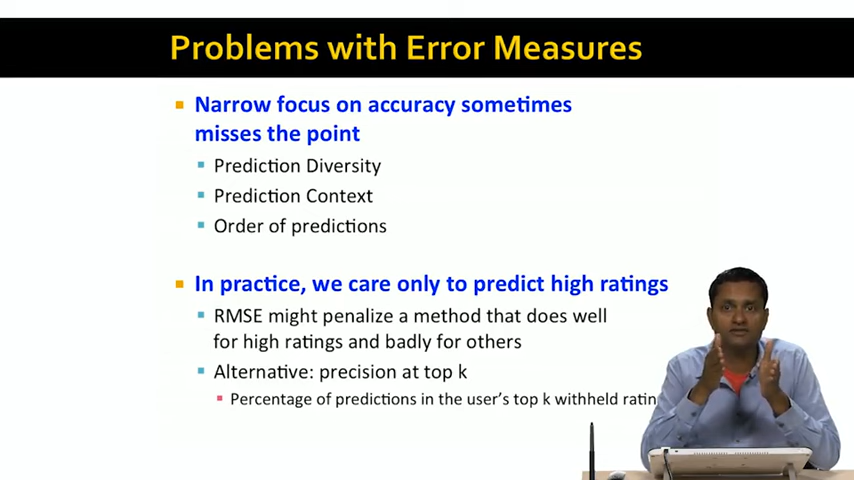 Problems with Error Measures
Narrow focus on accuracy sometimes
misses the point
Prediction Diversity
Prediction Context
Order of predictions
In practice, we care only to predict high ratings
RMSE might penalize a method that does well
for high ratings and badly for others
Alternative: precision at top k
Percentage of predictions in the user's top k withheld